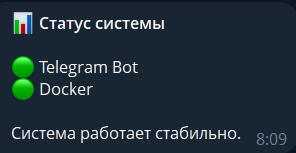 📊 Статус системы
🟢 Telegram Bot
🟢 Docker
Система работает стабильно.
8:09